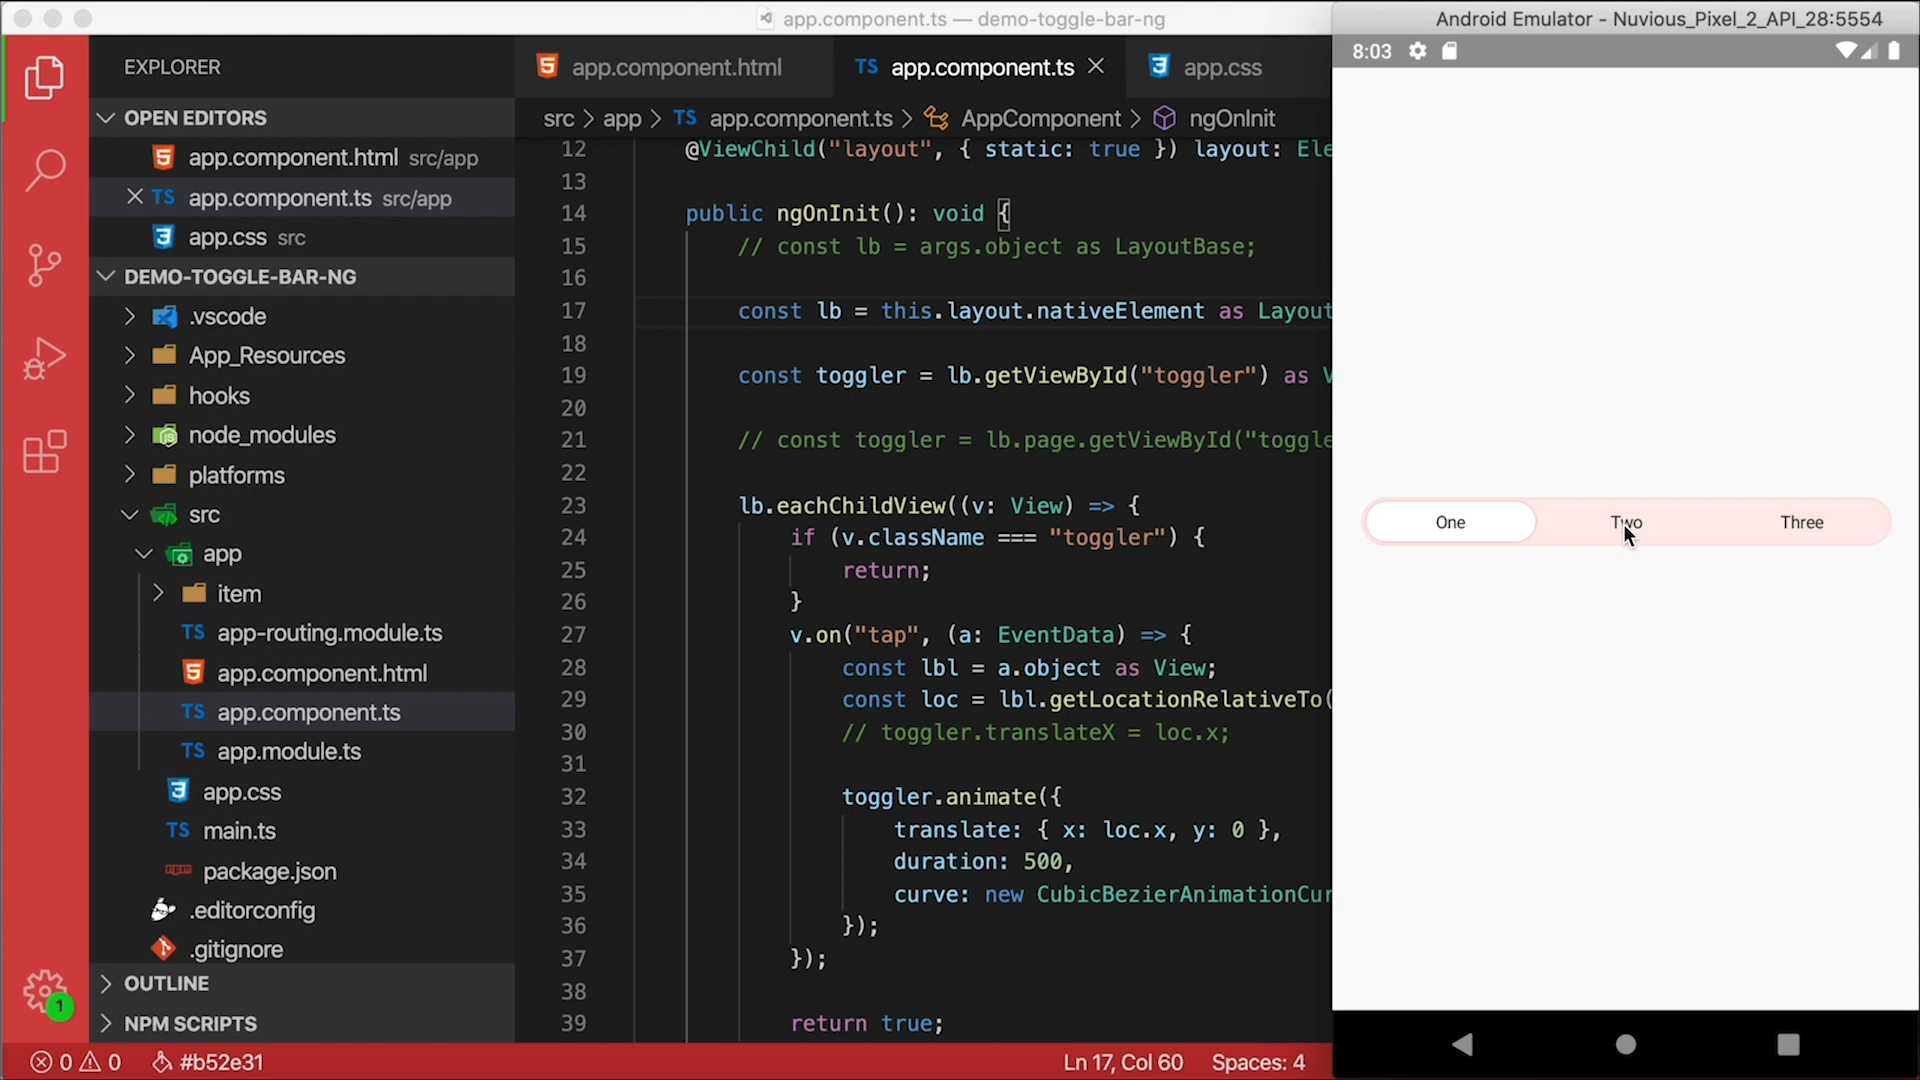 app.component.ts — demo-toggle-bar-ng
Android Emulator - Nuvious_Pixel_2_API_28:5554
8:03
EXPLORER
OPEN EDITORS
app.component.html src/app
TS app.component.ts src/app
app.css src
DEMO-TOGGLE-BAR-NG
.vscode
App_Resources
hooks
node_modules
platforms
src
app
item
TS app-routing.module.ts
app.component.html
TS app.component.ts
TS app.module.ts
app.css
TS main.ts
package.json
.editorconfig
.gitignore
OUTLINE
NPM SCRIPTS
app.component.html
TS app.component.ts
app.css
src > app > TS app.component.ts > AppComponent > ngOnInit
12 @ViewChild("layout", { static: true }) layout: Ele
13
14 public ngOnInit(): void {
15 // const lb = args.object as LayoutBase;
16
17 const lb = this.layout.nativeElement as Layout
18
19 const toggler = lb.getViewById("toggler") as V
20
21 // const toggler = lb.page.getViewById("toggle
22
23 lb.eachChildView((v: View) => {
24 if (v.className === "toggler") {
25 return;
26 }
27 v.on("tap", (a: EventData) => {
28 const lbl = a.object as View;
29 const loc = lbl.getLocationRelativeTo(
30 // toggler.translateX = loc.x;
31
32 toggler.animate({
33 translate: { x: loc.x, y: 0 },
34 duration: 500,
35 curve: new CubicBezierAnimationCur
36 });
37 });
38
39 return true;
One
Two
Three
1
0 0 #b52e31
Ln 17, Col 60 Spaces: 4